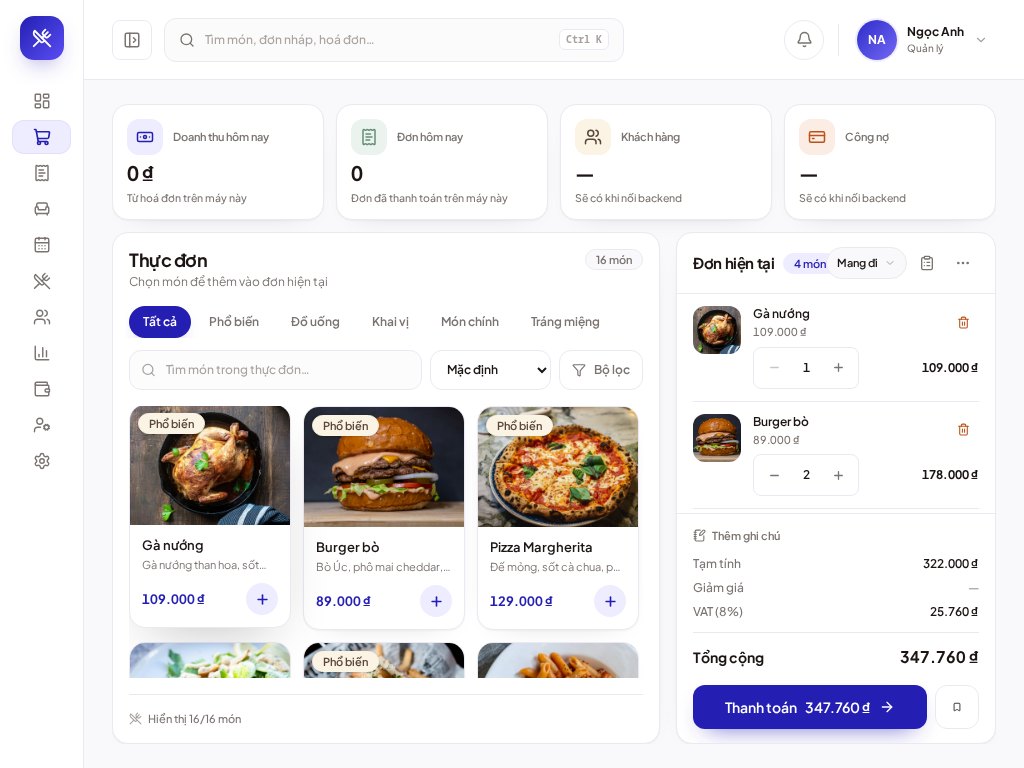 Tìm món, đơn nháp, hoá đơn...
Ctrl K
NA
Ngọc Anh
Quản lý
Doanh thu hôm nay
0 ₫
Từ hoá đơn trên máy này
Đơn hôm nay
0
Đơn đã thanh toán trên máy này
Khách hàng
—
Sẽ có khi nối backend
Công nợ
—
Sẽ có khi nối backend
Thực đơn
16 món
Chọn món để thêm vào đơn hiện tại
Tất cả
Phổ biến
Đồ uống
Khai vị
Món chính
Tráng miệng
Tìm món trong thực đơn...
Mặc định
Bộ lọc
Phổ biến
Gà nướng
Gà nướng than hoa, sốt...
109.000 ₫
Phổ biến
Burger bò
Bò Úc, phô mai cheddar,...
89.000 ₫
Phổ biến
Pizza Margherita
Đế mỏng, sốt cà chua, p...
129.000 ₫
Phổ biến
Hiển thị 16/16 món
Đơn hiện tại
4 món
Mang đi
Gà nướng
109.000 ₫
1
109.000 ₫
Burger bò
89.000 ₫
2
178.000 ₫
Thêm ghi chú
Tạm tính
322.000 ₫
Giảm giá
—
VAT (8%)
25.760 ₫
Tổng cộng
347.760 ₫
Thanh toán 347.760 ₫